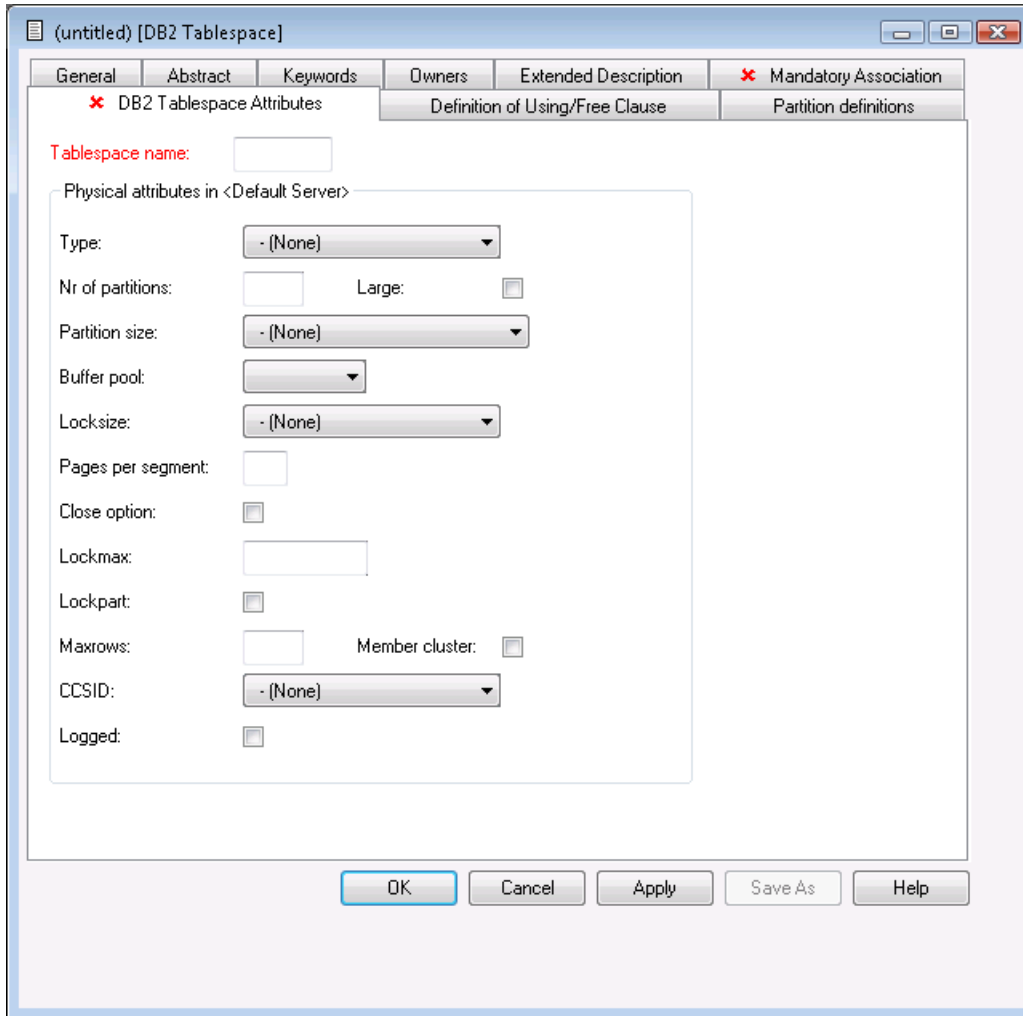 (untitled) [DB2 Tablespace]
General Abstract Keywords Owners Extended Description Mandatory Association
DB2 Tablespace Attributes Definition of Using/Free Clause Partition definitions
Tablespace name:
Physical attributes in <Default Server>
Type: - (None)
Nr of partitions: Large:
Partition size: - (None)
Buffer pool:
Locksize: - (None)
Pages per segment:
Close option:
Lockmax:
Lockpart:
Maxrows: Member cluster:
CCSID: - (None)
Logged:
OK Cancel Apply Save As Help